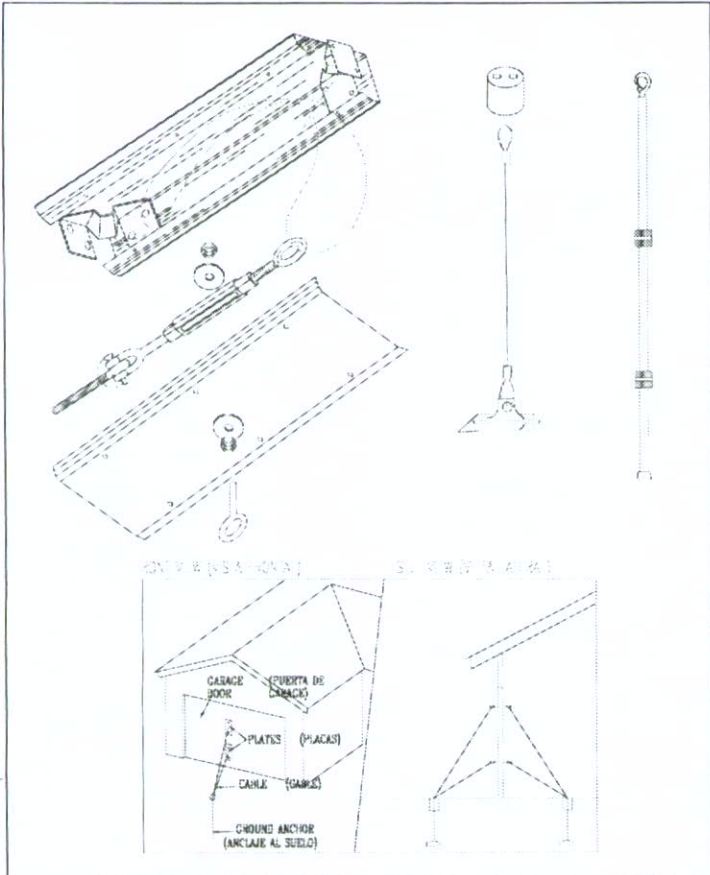 GARAGE (PUERTA DE
DOOR GARAGE)
PLATES (PLACAS)
CABLE (CABLE)
GROUND ANCHOR
(ANCLAJE AL SUELO)